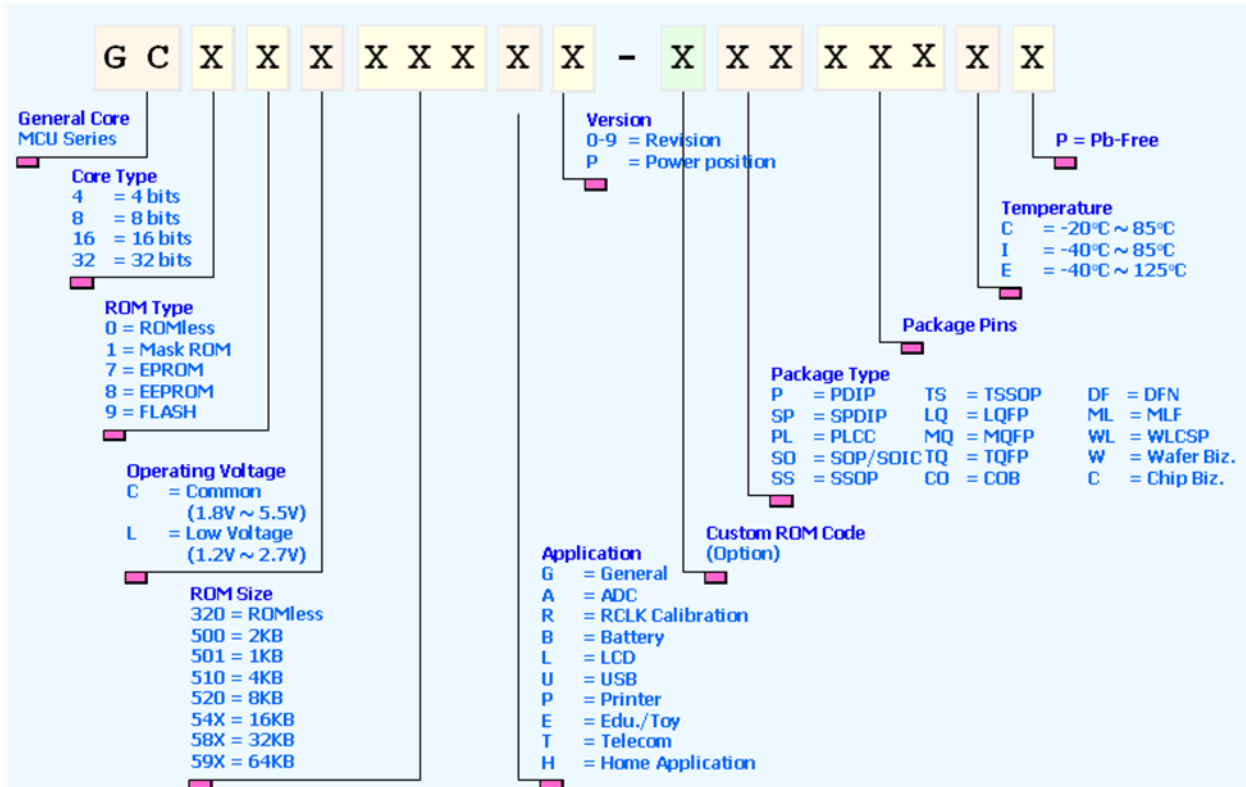 G C X X X X X X X X - X X X X X X X X
General Core
MCU Series
Core Type
4 = 4 bits
8 = 8 bits
16 = 16 bits
32 = 32 bits
ROM Type
0 = ROMless
1 = Mask ROM
7 = EPROM
8 = EEPROM
9 = FLASH
Operating Voltage
C = Common
(1.8V ~ 5.5V)
L = Low Voltage
(1.2V ~ 2.7V)
ROM Size
320 = ROMless
500 = 2KB
501 = 1KB
510 = 4KB
520 = 8KB
54X = 16KB
58X = 32KB
59X = 64KB
Application
G = General
A = ADC
R = RCLK Calibration
B = Battery
L = LCD
U = USB
P = Printer
E = Edu./Toy
T = Telecom
H = Home Application
Version
0-9 = Revision
P = Power position
Custom ROM Code
(Option)
Package Type
P = PDIP TS = TSSOP DF = DFN
SP = SPDIP LQ = LQFP ML = MLF
PL = PLCC MQ = MQFP WL = WLCSP
SO = SOP/SOIC TQ = TQFP W = Wafer Biz.
SS = SSOP CO = COB C = Chip Biz.
Package Pins
Temperature
C = -20°C ~ 85°C
I = -40°C ~ 85°C
E = -40°C ~ 125°C
P = Pb-Free